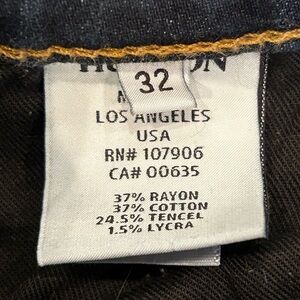 32
LOS ANGELES
USA
RN# 107906
CA# 00635
37% RAYON
37% COTTON
24.5% TENCEL
1.5% LYCRA